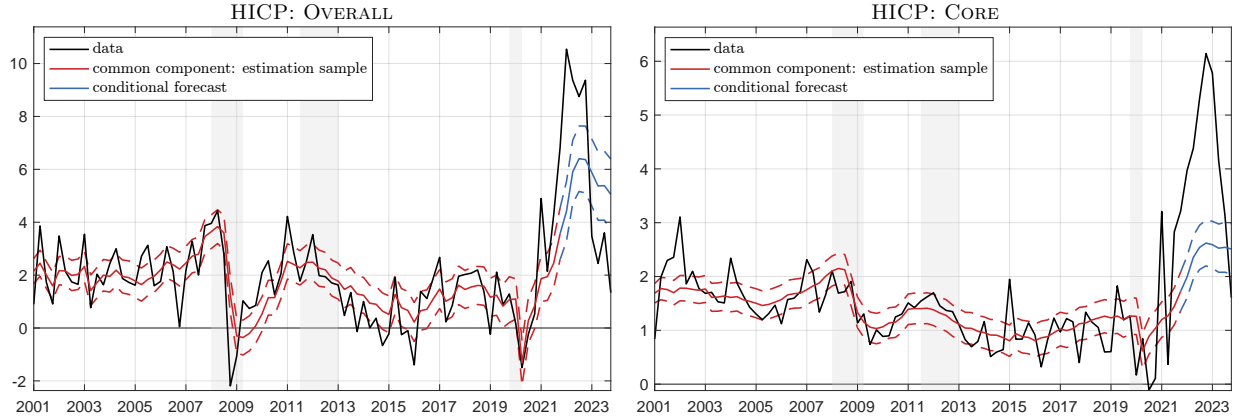 HICP: OVERALL
data
common component: estimation sample
conditional forecast
10
8
6
4
2
0
-2
2001 2003 2005 2007 2009 2011 2013 2015 2017 2019 2021 2023
HICP: CORE
data
common component: estimation sample
conditional forecast
6
5
4
3
2
1
0
2001 2003 2005 2007 2009 2011 2013 2015 2017 2019 2021 2023